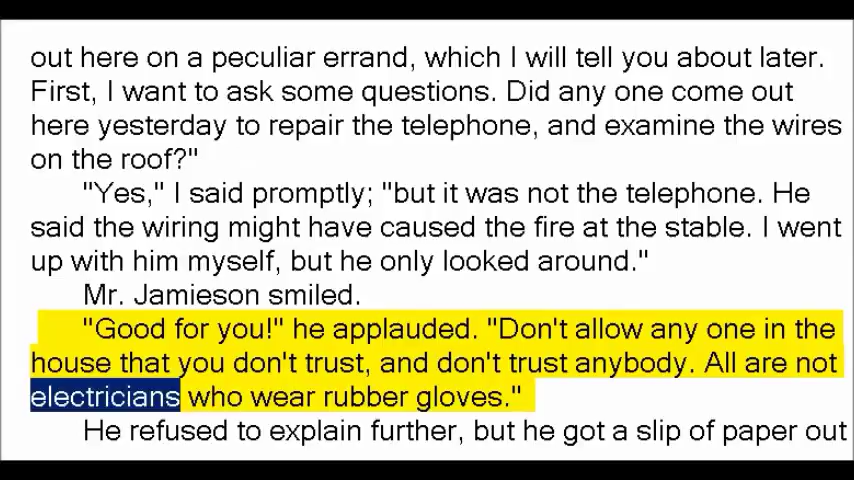 out here on a peculiar errand, which I will tell you about later.
First, I want to ask some questions. Did any one come out
here yesterday to repair the telephone, and examine the wires
on the roof?"
"Yes," I said promptly; "but it was not the telephone. He
said the wiring might have caused the fire at the stable. I went
up with him myself, but he only looked around."
Mr. Jamieson smiled.
"Good for you!" he applauded. "Don't allow any one in the
house that you don't trust, and don't trust anybody. All are not
electricians who wear rubber gloves."
He refused to explain further, but he got a slip of paper out